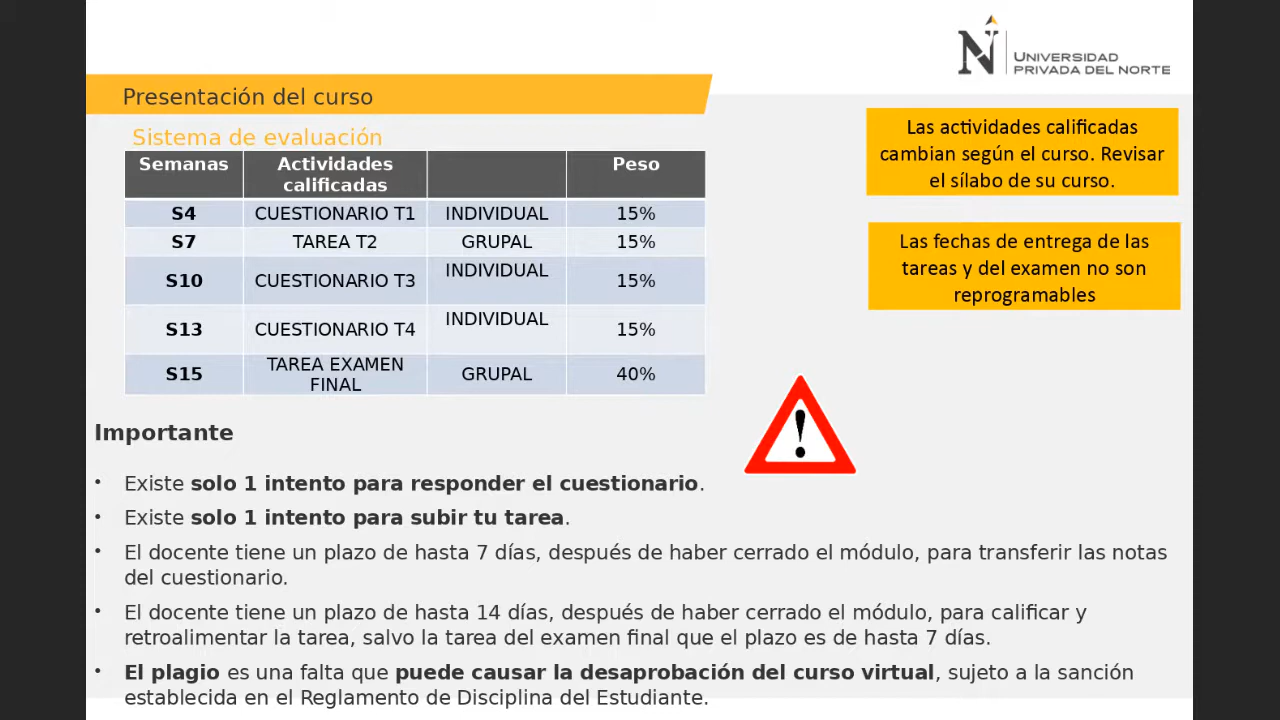 UNIVERSIDAD
PRIVADA DEL NORTE
Presentación del curso
Sistema de evaluación
Semanas Actividades calificadas Peso
S4 CUESTIONARIO T1 INDIVIDUAL 15%
S7 TAREA T2 GRUPAL 15%
S10 CUESTIONARIO T3 INDIVIDUAL 15%
S13 CUESTIONARIO T4 INDIVIDUAL 15%
S15 TAREA EXAMEN FINAL GRUPAL 40%
Las actividades calificadas
cambian según el curso. Revisar
el sílabo de su curso.
Las fechas de entrega de las
tareas y del examen no son
reprogramables
Importante
• Existe solo 1 intento para responder el cuestionario.
• Existe solo 1 intento para subir tu tarea.
• El docente tiene un plazo de hasta 7 días, después de haber cerrado el módulo, para transferir las notas
del cuestionario.
• El docente tiene un plazo de hasta 14 días, después de haber cerrado el módulo, para calificar y
retroalimentar la tarea, salvo la tarea del examen final que el plazo es de hasta 7 días.
• El plagio es una falta que puede causar la desaprobación del curso virtual, sujeto a la sanción
establecida en el Reglamento de Disciplina del Estudiante.